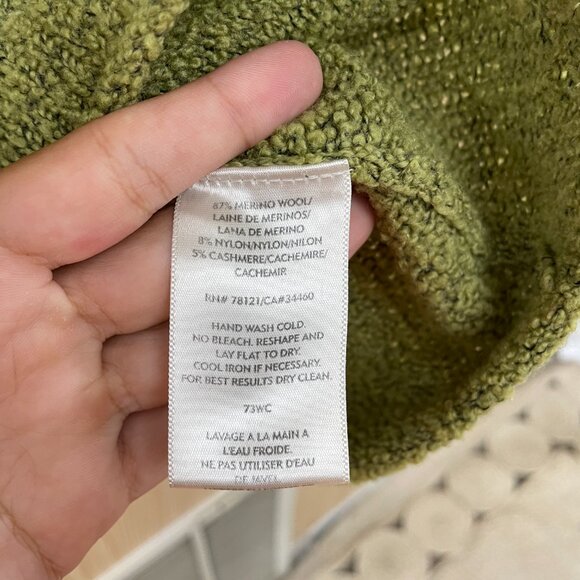 87% MERINO WOOL/
LAINE DE MERINOS/
LANA DE MERINO
8% NYLON/NYLON/NILON
5% CASHMERE/CACHEMIRE/
CACHEMIR
RN# 78121/CA#34460
HAND WASH COLD.
NO BLEACH. RESHAPE AND
LAY FLAT TO DRY.
COOL IRON IF NECESSARY.
FOR BEST RESULTS DRY CLEAN.
73WC
LAVAGE A LA MAIN A
L'EAU FROIDE.
NE PAS UTILISER D'EAU
DE JAVEL